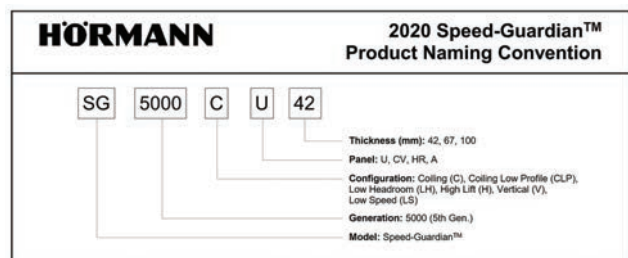 HÖRMANN
2020 Speed-Guardian™
Product Naming Convention
SG 5000 C U 42
Thickness (mm): 42, 67, 100
Panel: U, CV, HR, A
Configuration: Coiling (C), Coiling Low Profile (CLP),
Low Headroom (LH), High Lift (H), Vertical (V),
Low Speed (LS)
Generation: 5000 (5th Gen.)
Model: Speed-Guardian™